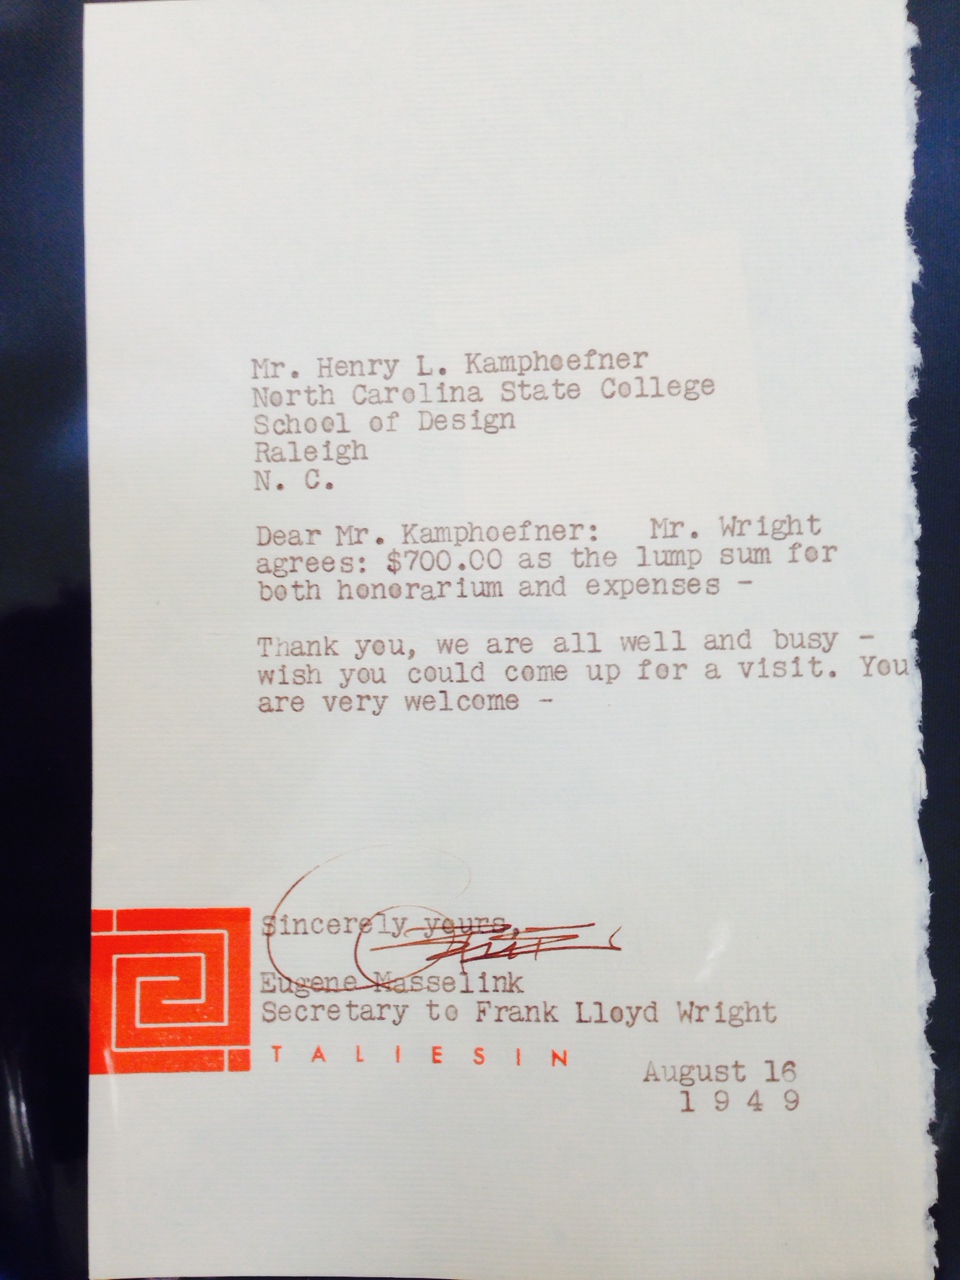 Mr. Henry L. Kamphoefner
North Carolina State College
School of Design
Raleigh
N. C.
Dear Mr. Kamphoefner: Mr. Wright
agrees: $700.00 as the lump sum for
both honorarium and expenses -
Thank you, we are all well and busy -
wish you could come up for a visit. You
are very welcome -
Sincerely yours,
Eugene Masselink
Secretary to Frank Lloyd Wright
TALIESIN
August 16
1949